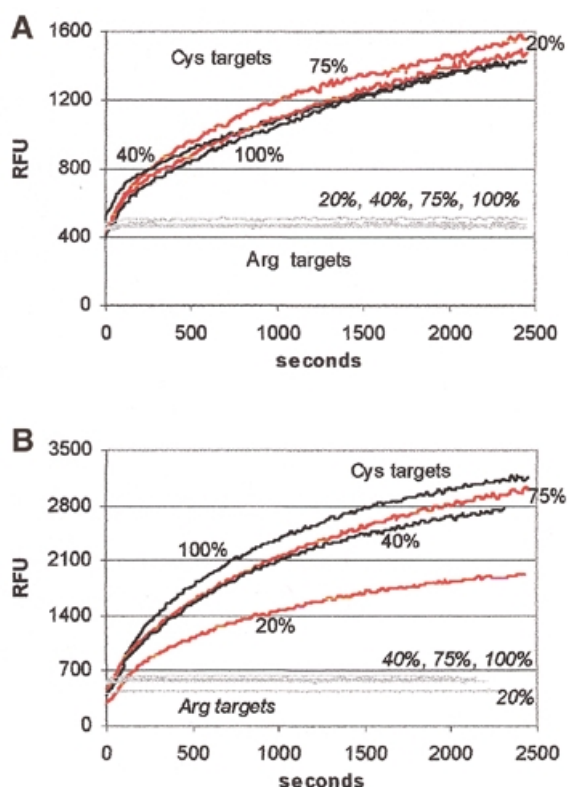 A
1600
Cys targets
75%
20%
1200
40%
100%
RFU
800
20%, 40%, 75%, 100%
400
Arg targets
0
0 500 1000 1500 2000 2500
seconds
B
3500
Cys targets
75%
2800
100%
40%
RFU
2100
1400
20%
40%, 75%, 100%
700
Arg targets
20%
0
0 500 1000 1500 2000 2500
seconds